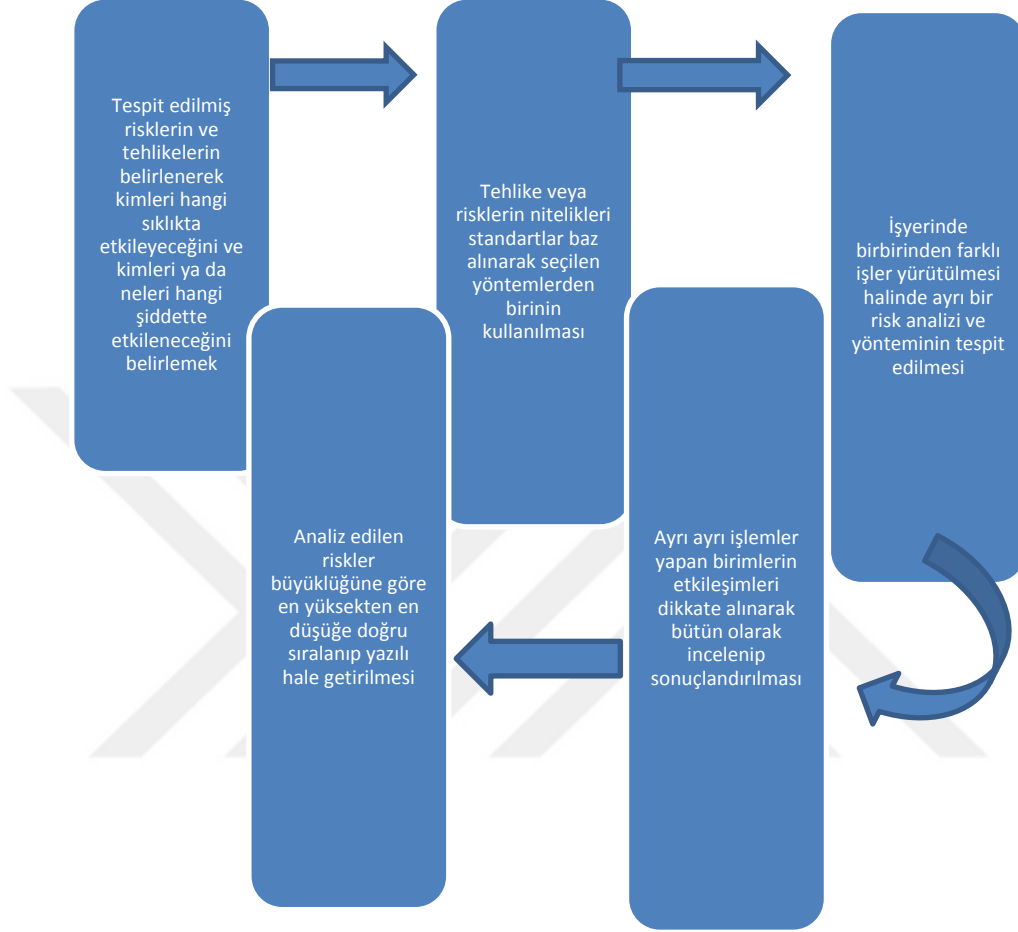 Tespit edilmiş
risklerin ve
tehlikelerin
belirlenerek
kimleri hangi
sıklıkta
etkileyeceğini ve
kimleri ya da
neleri hangi
şiddette
etkileneceğini
belirlemek
Tehlike veya
risklerin nitelikleri
standartlar baz
alınarak seçilen
yöntemlerden
birinin
kullanılması
İşyerinde
birbirinden farklı
işler yürütülmesi
halinde ayrı bir
risk analizi ve
yönteminin tespit
edilmesi
Ayrı ayrı işlemler
yapan birimlerin
etkileşimleri
dikkate alınarak
bütün olarak
incelenip
sonuçlandırılması
Analiz edilen
riskler
büyüklüğüne göre
en yüksekten en
düşüğe doğru
sıralanıp yazılı
hale getirilmesi